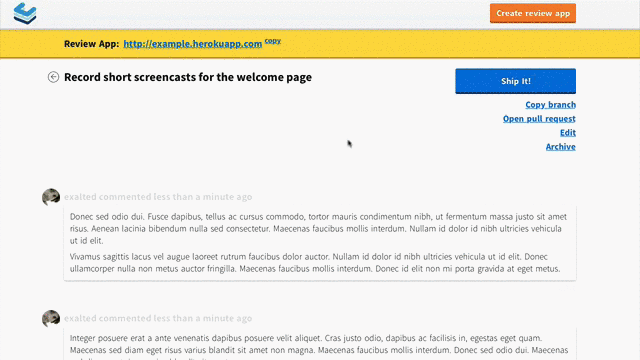 Create review app
Review App: http://example.herokuapp.com copy
Record short screencasts for the welcome page
Ship It!
Copy branch
Open pull request
Edit
Archive
exalted commented less than a minute ago
Donec sed odio dui. Fusce dapibus, tellus ac cursus commodo, tortor mauris condimentum nibh, ut fermentum massa justo sit amet
risus. Aenean lacinia bibendum nulla sed consectetur. Maecenas faucibus mollis interdum. Nullam id dolor id nibh ultricies vehicula
ut id elit.
Vivamus sagittis lacus vel augue laoreet rutrum faucibus dolor auctor. Nullam id dolor id nibh ultricies vehicula ut id elit. Donec
ullamcorper nulla non metus auctor fringilla. Maecenas faucibus mollis interdum. Donec id elit non mi porta gravida at eget metus.
exalted commented less than a minute ago
Integer posuere erat a ante venenatis dapibus posuere velit aliquet. Cras justo odio, dapibus ac facilisis in, egestas eget quam.
Maecenas sed diam eget risus varius blandit sit amet non magna. Maecenas faucibus mollis interdum. Donec sed odio dui. Maecenas